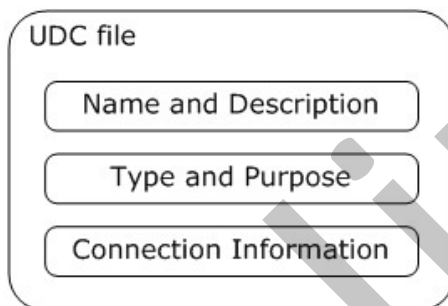 UDC file
Name and Description
Type and Purpose
Connection Information